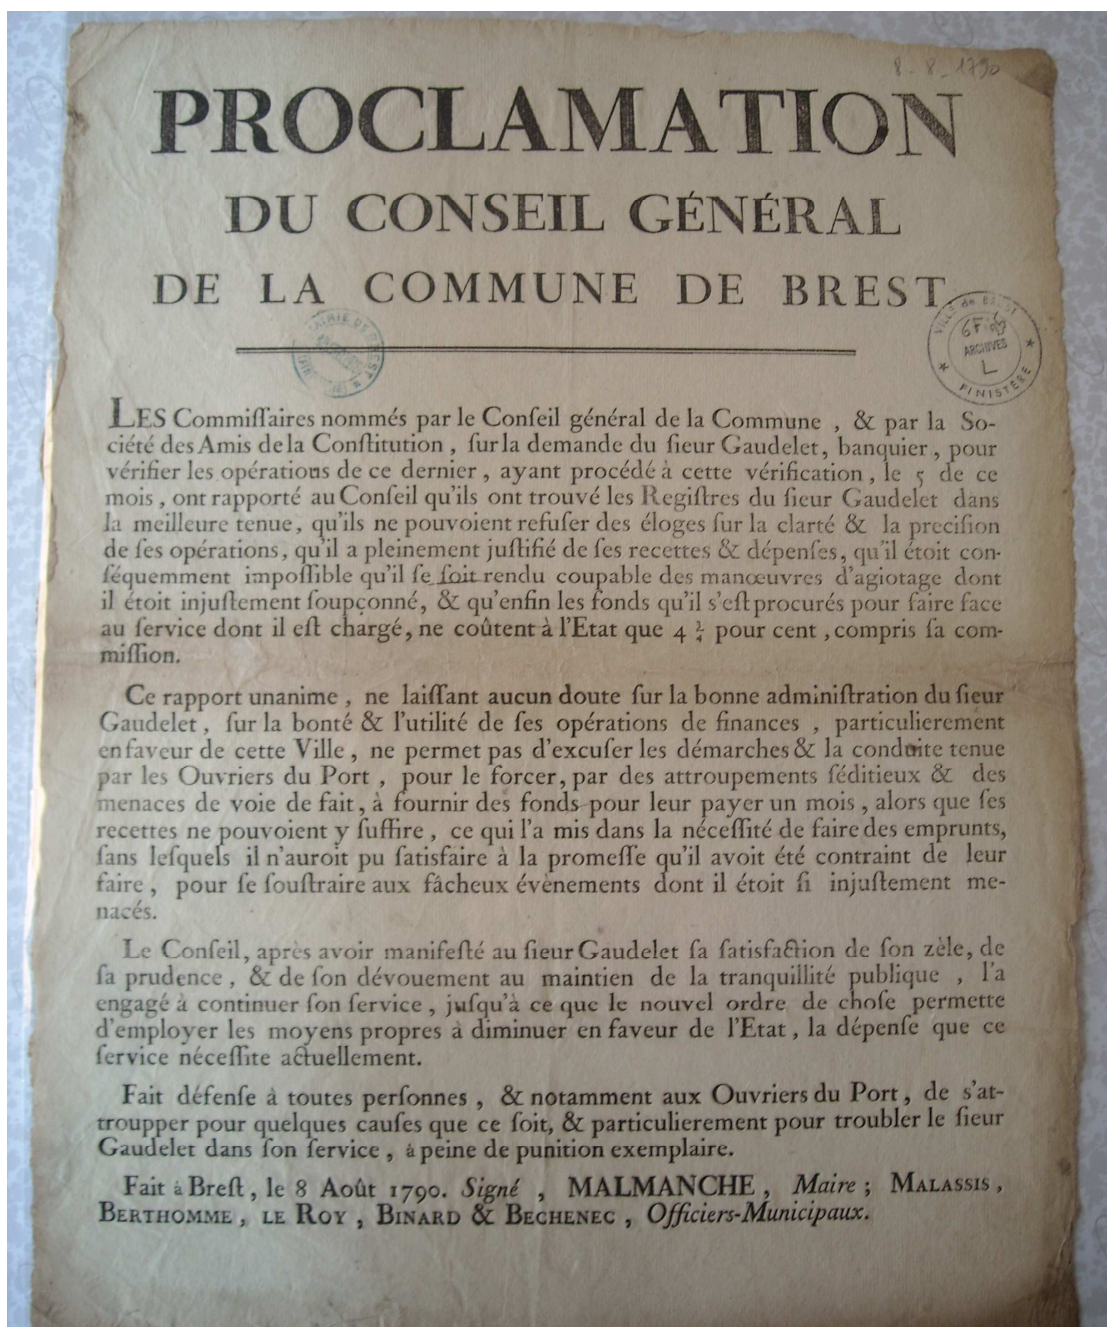 8-8-1790
PROCLAMATION
DU CONSEIL GÉNÉRAL
DE LA COMMUNE DE BREST.
MAIRIE DE BREST
VILLE de BREST
6F
ARCHIVES
L
FINISTÈRE
LES Commiſſaires nommés par le Conſeil général de la Commune, & par la So-
ciété des Amis de la Conſtitution, ſur la demande du ſieur Gaudelet, banquier, pour
vérifier les opérations de ce dernier, ayant procédé à cette vérification, le 5 de ce
mois, ont rapporté au Conſeil qu'ils ont trouvé les Regiſtres du ſieur Gaudelet dans
la meilleure tenue, qu'ils ne pouvoient refuſer des éloges ſur la clarté & la preciſion
de ſes opérations, qu'il a pleinement juſtifié de ſes recettes & dépenſes, qu'il étoit con-
ſéquemment impoſſible qu'il ſe ſoit rendu coupable des manœuvres d'agiotage dont
il étoit injuſtement ſoupçonné, & qu'enfin les fonds qu'il s'eſt procurés pour faire face
au ſervice dont il eſt chargé, ne coûtent à l'Etat que 4 pour cent, compris ſa com-
miſſion.
Ce rapport unanime, ne laiſſant aucun doute ſur la bonne adminiſtration du ſieur
Gaudelet, ſur la bonté & l'utilité de ſes opérations de finances, particulierement
en faveur de cette Ville, ne permet pas d'excuſer les démarches & la conduite tenue
par les Ouvriers du Port, pour le forcer, par des attroupements ſéditieux & des
menaces de voie de fait, à fournir des fonds pour leur payer un mois, alors que ſes
recettes ne pouvoient y ſuffire, ce qui l'a mis dans la néceſſité de faire des emprunts,
ſans leſquels il n'auroit pu ſatisfaire à la promeſſe qu'il avoit été contraint de leur
faire, pour ſe ſouſtraire aux fâcheux évènements dont il étoit ſi injuſtement me-
nacés.
Le Conſeil, après avoir manifeſté au ſieur Gaudelet ſa ſatisfaction de ſon zèle, de
ſa prudence, & de ſon dévouement au maintien de la tranquillité publique, l'a
engagé à continuer ſon ſervice, juſqu'à ce que le nouvel ordre de choſe permette
d'employer les moyens propres à diminuer en faveur de l'Etat, la dépenſe que ce
ſervice néceſſite actuellement.
Fait défenſe à toutes perſonnes, & notamment aux Ouvriers du Port, de s'at-
troupper pour quelques cauſes que ce ſoit, & particulierement pour troubler le ſieur
Gaudelet dans ſon ſervice, à peine de punition exemplaire.
Fait à Breſt, le 8 Août 1790. Signé, MALMANCHE, Maire; MALASSIS,
BERTHOMME, LE ROY, BINARD & BECHENEC, Officiers-Municipaux.